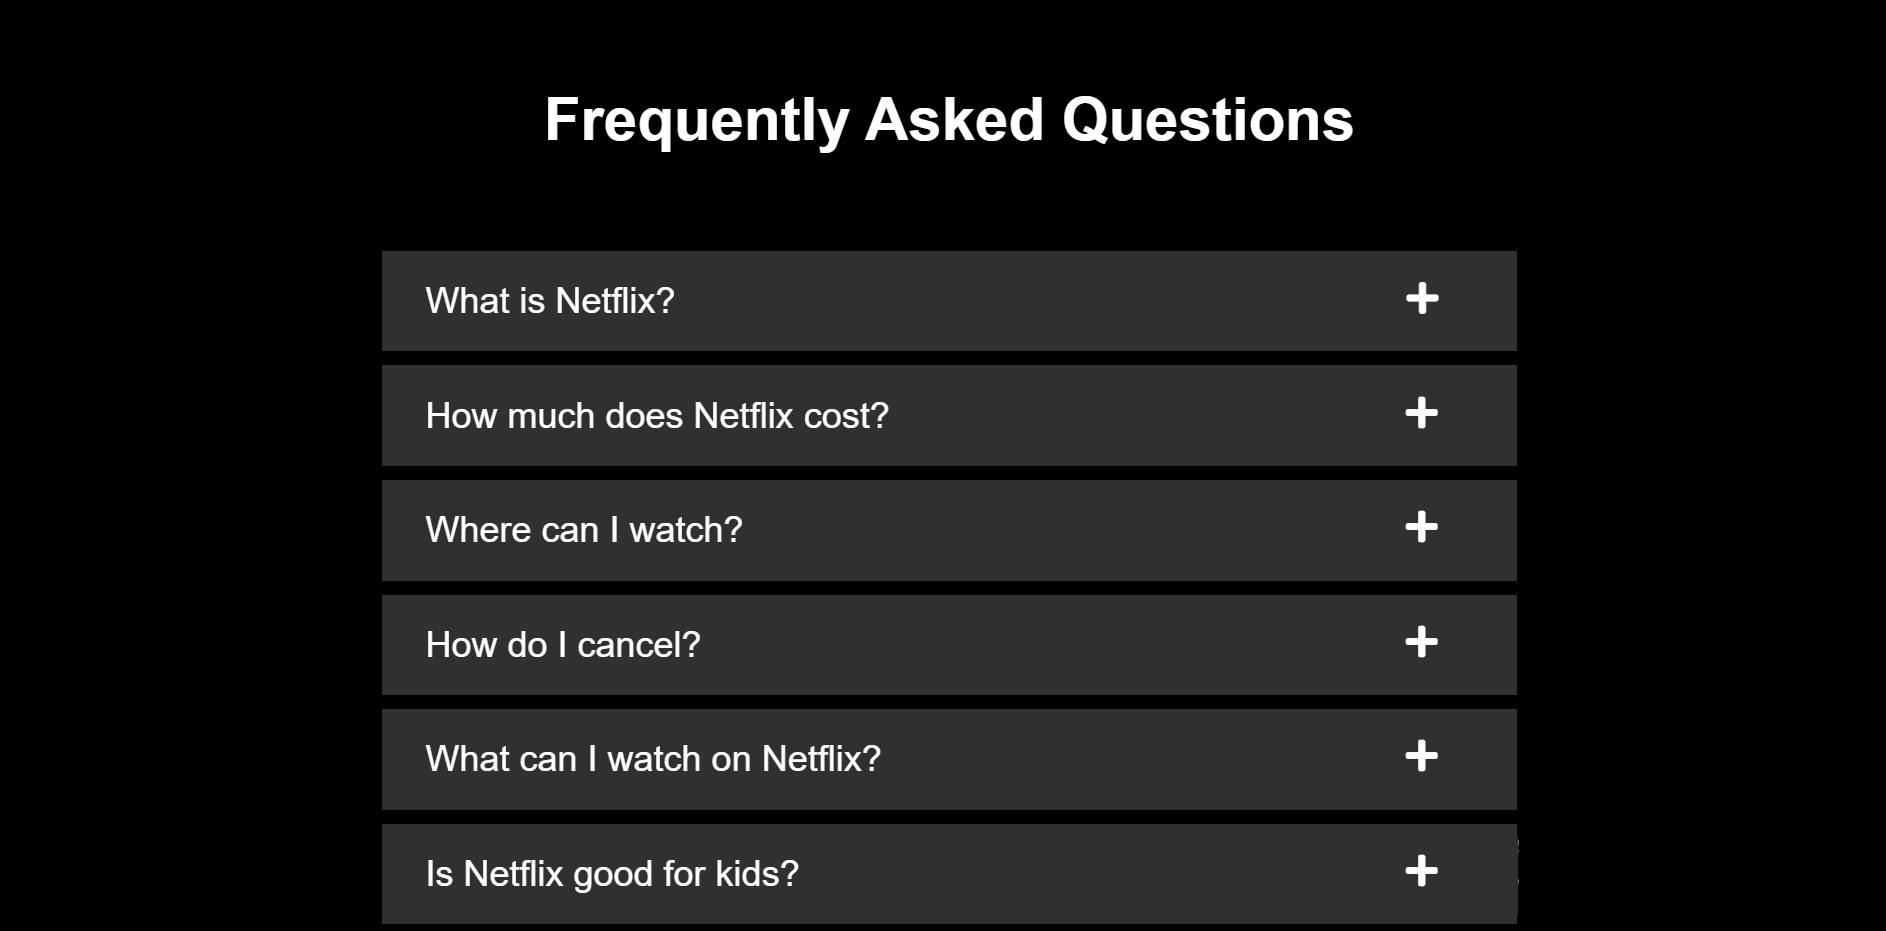 Frequently Asked Questions
What is Netflix?
How much does Netflix cost?
Where can I watch?
How do I cancel?
What can I watch on Netflix?
Is Netflix good for kids?